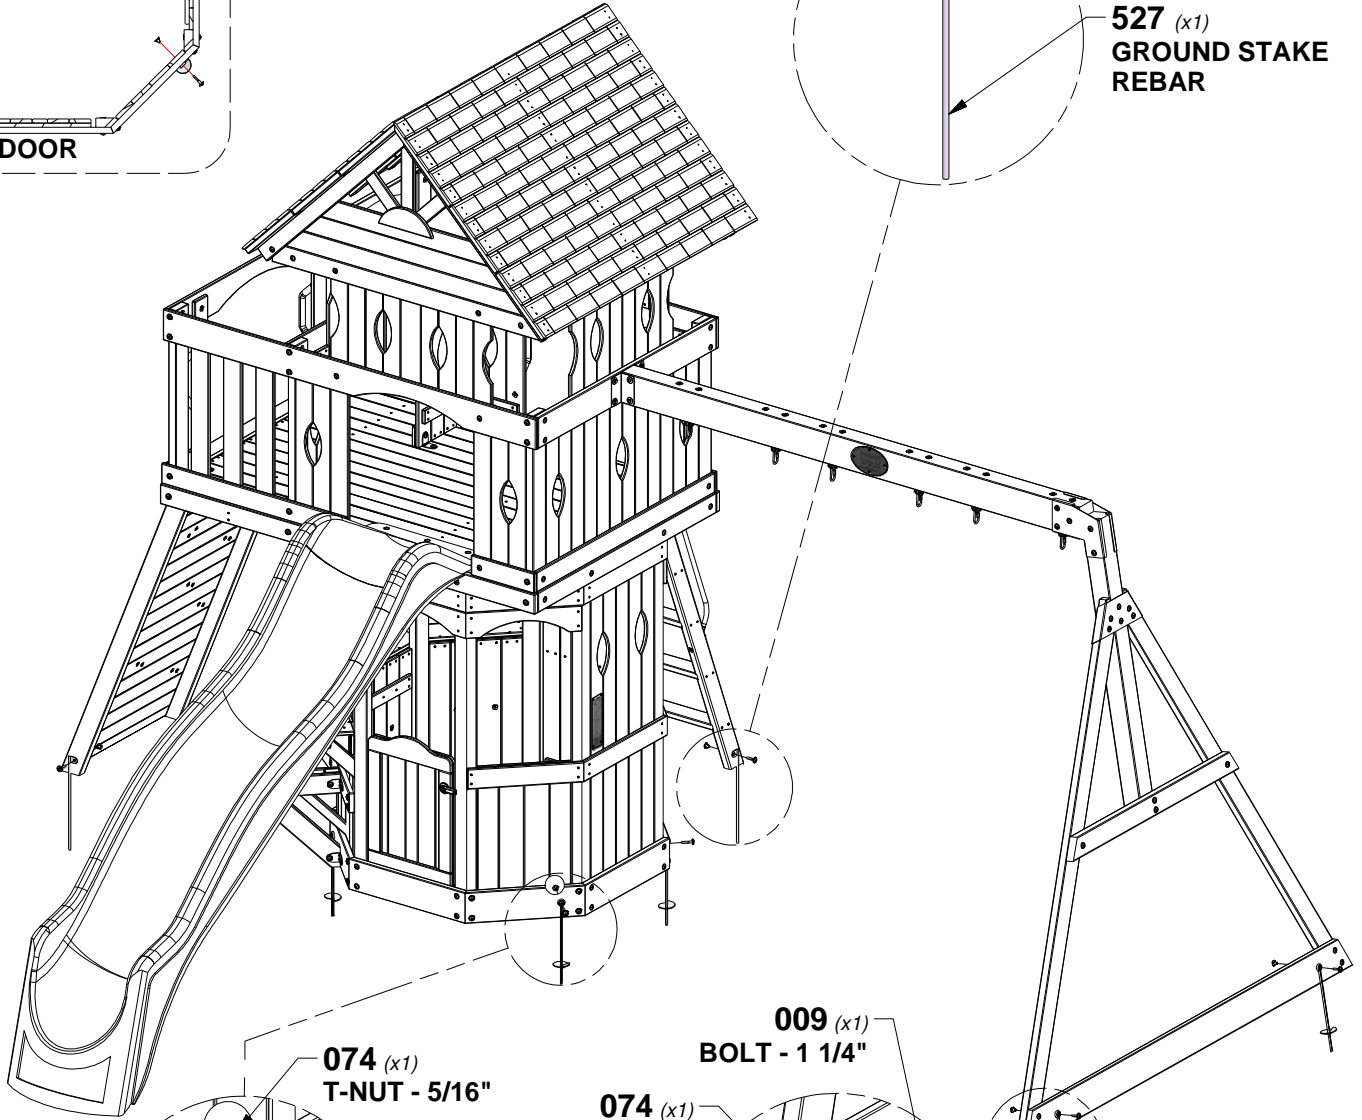 527 (x1)
GROUND STAKE
REBAR
DOOR
009 (x1)
BOLT - 1 1/4"
074 (x1)
T-NUT - 5/16"
074 (x1)